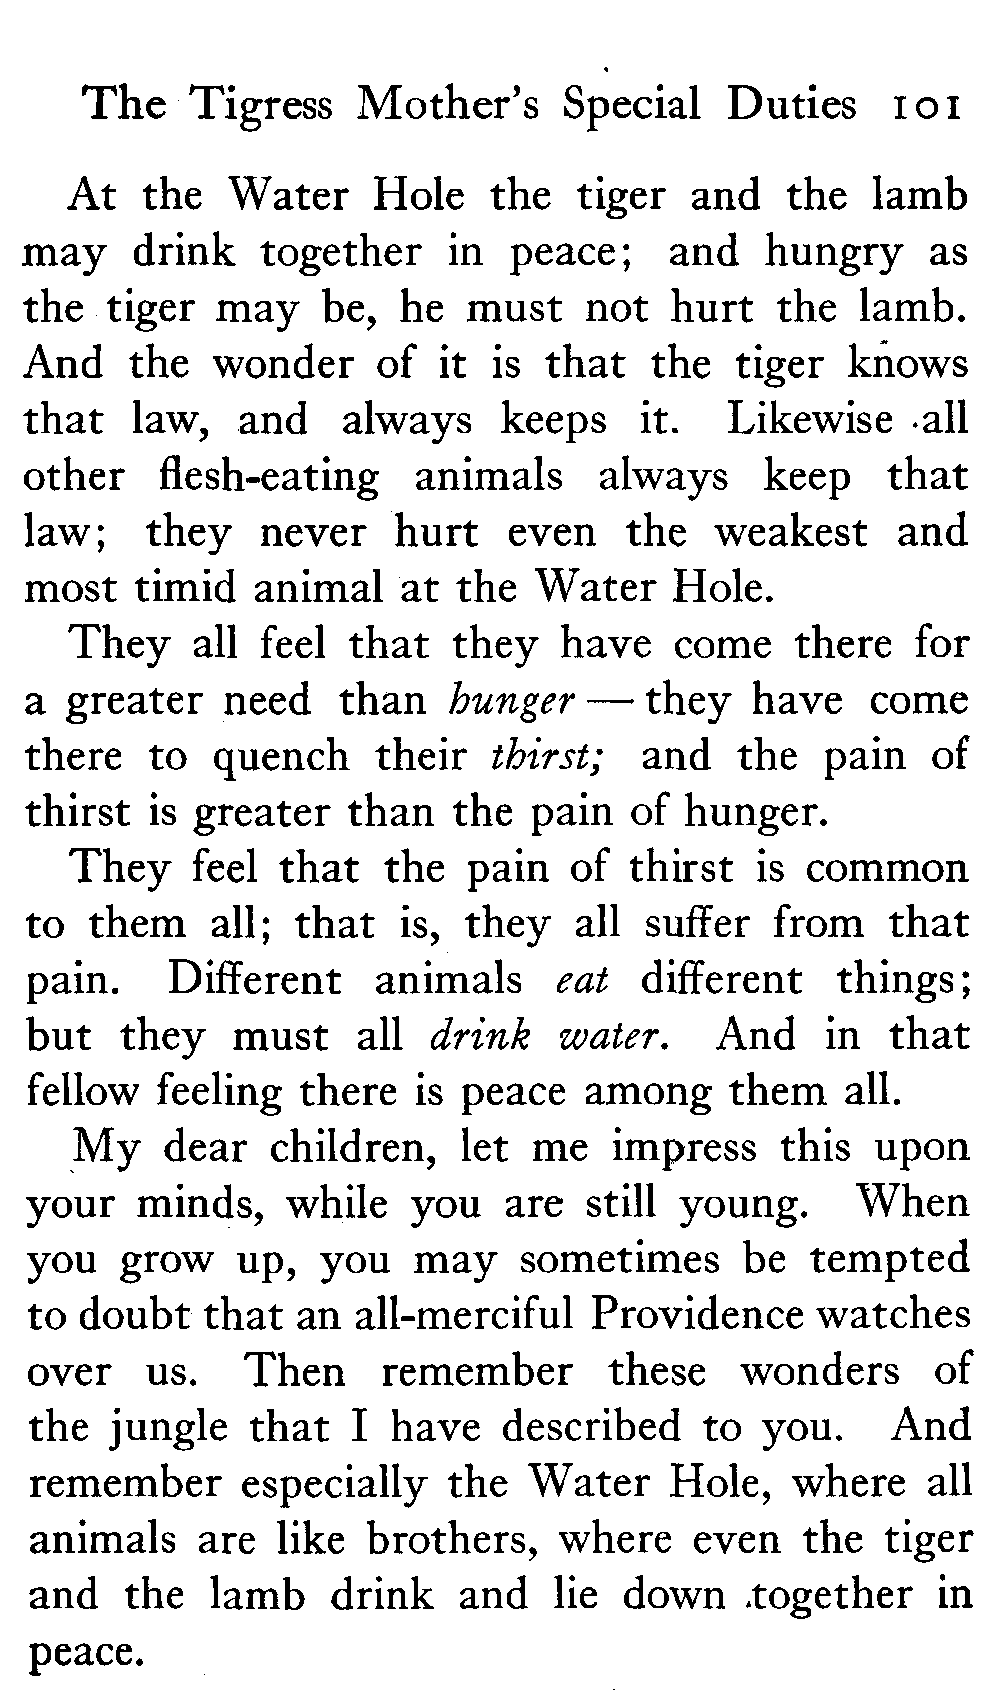 The Tigress Mother's Special Duties 101
At the Water Hole the tiger and the lamb
may drink together in peace; and hungry as
the tiger may be, he must not hurt the lamb.
And the wonder of it is that the tiger knows
that law, and always keeps it. Likewise all
other flesh-eating animals always keep that
law; they never hurt even the weakest and
most timid animal at the Water Hole.
They all feel that they have come there for
a greater need than hunger — they have come
there to quench their thirst; and the pain of
thirst is greater than the pain of hunger.
They feel that the pain of thirst is common
to them all; that is, they all suffer from that
pain. Different animals eat different things;
but they must all drink water. And in that
fellow feeling there is peace among them all.
My dear children, let me impress this upon
your minds, while you are still young. When
you grow up, you may sometimes be tempted
to doubt that an all-merciful Providence watches
over us. Then remember these wonders of
the jungle that I have described to you. And
remember especially the Water Hole, where all
animals are like brothers, where even the tiger
and the lamb drink and lie down together in
peace.